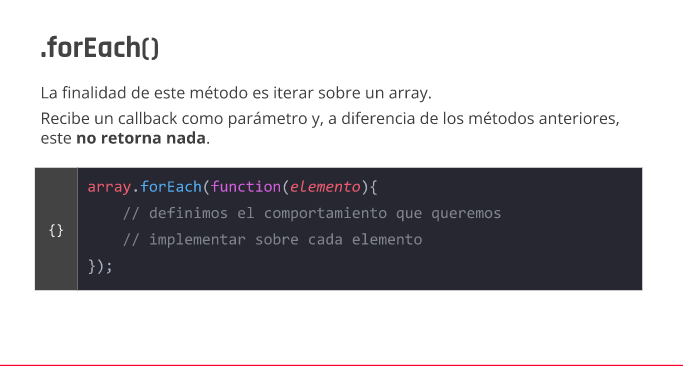 .forEach()
La finalidad de este método es iterar sobre un array.
Recibe un callback como parámetro y, a diferencia de los métodos anteriores,
este no retorna nada.
{}
array.forEach(function(elemento){
    // definimos el comportamiento que queremos
    // implementar sobre cada elemento
});